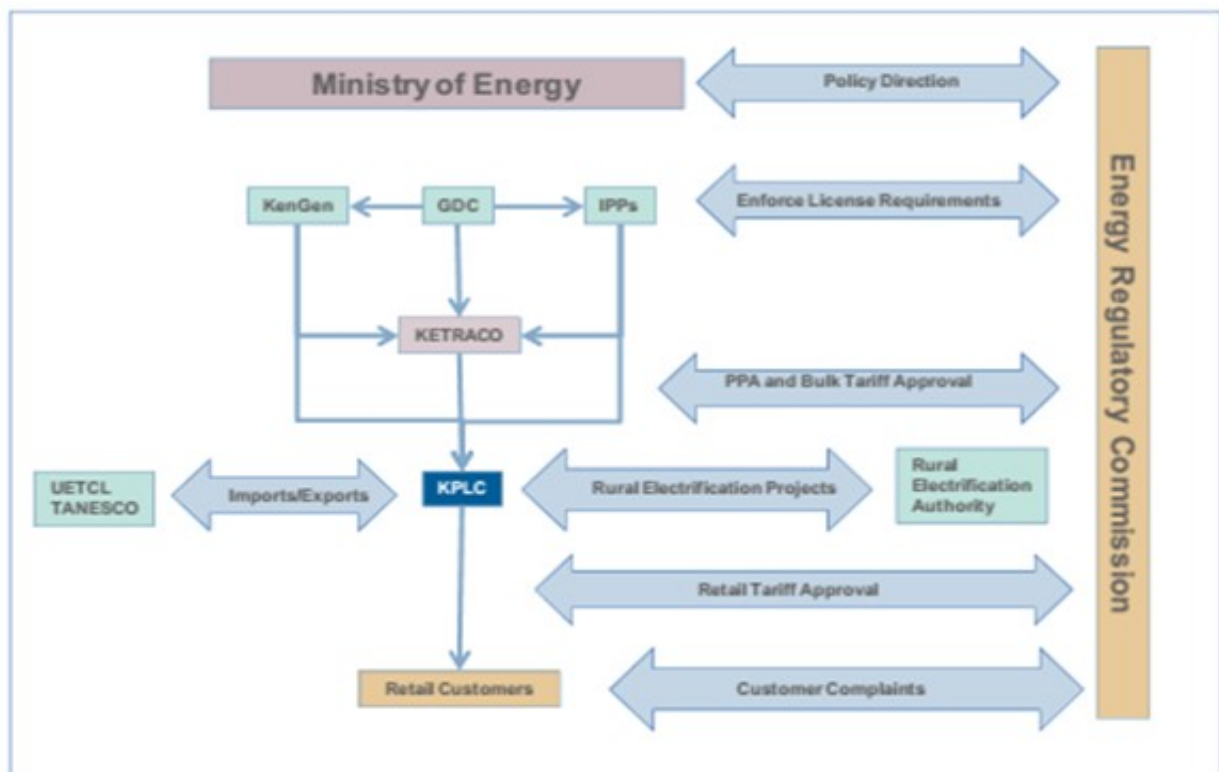 Ministry of Energy
Policy Direction
KenGen
GDC
IPPs
Enforce License Requirements
Energy Regulatory Commission
KETRACO
PPA and Bulk Tariff Approval
UETCL
TANESCO
Imports/Exports
KPLC
Rural Electrification Projects
Rural
Electrification
Authority
Retail Tariff Approval
Retail Customers
Customer Complaints